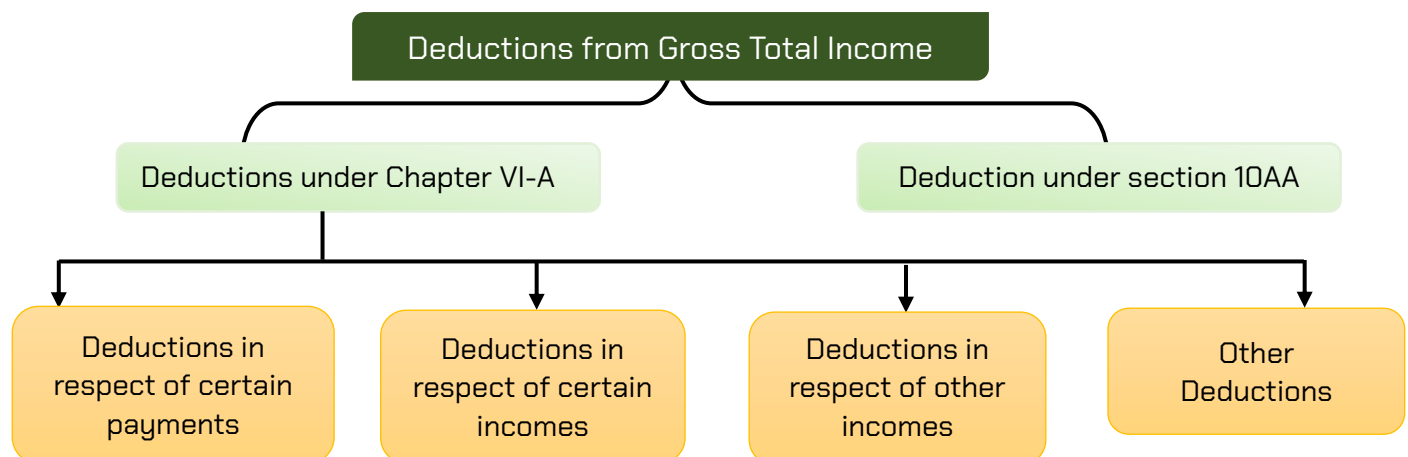 Deductions from Gross Total Income
Deductions under Chapter VI-A
Deduction under section 10AA
Deductions in
respect of certain
payments
Deductions in
respect of certain
incomes
Deductions in
respect of other
incomes
Other
Deductions